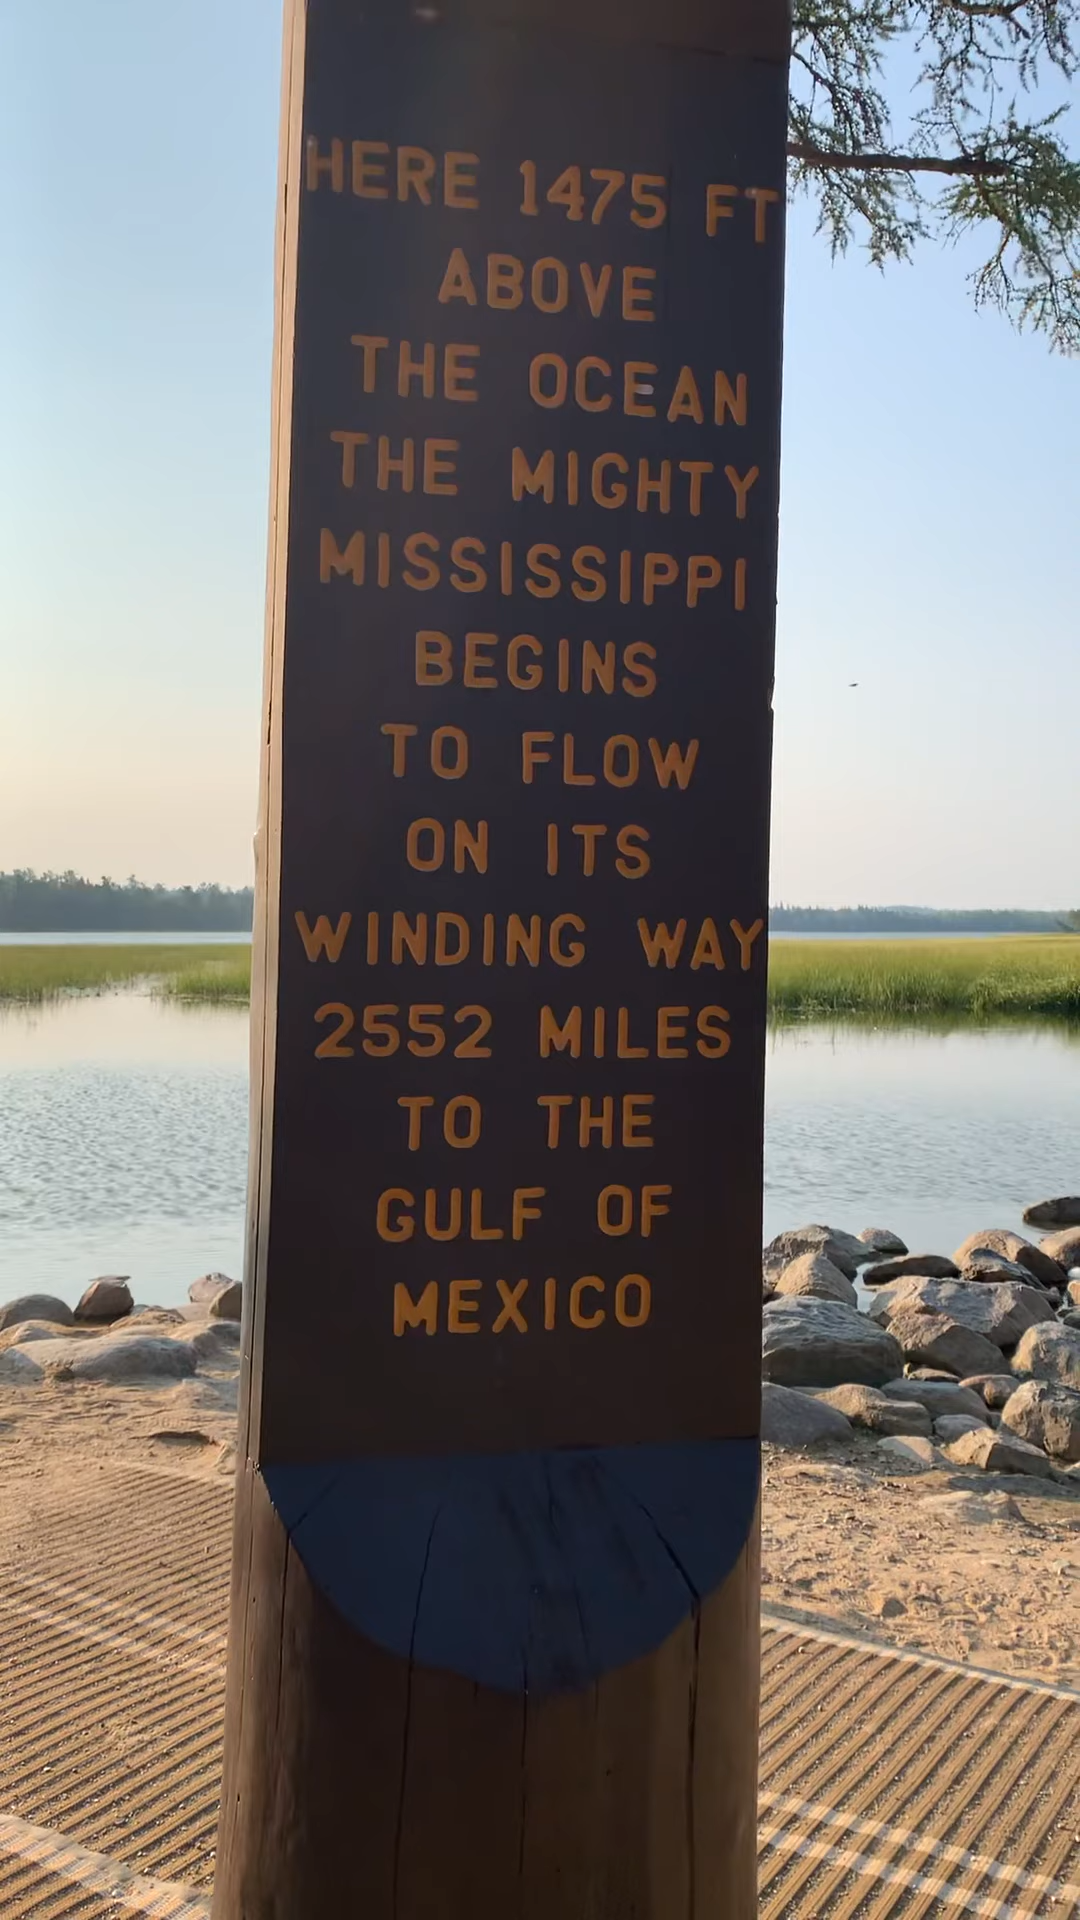 HERE 1475 FT
ABOVE
THE OCEAN
THE MIGHTY
MISSISSIPPI
BEGINS
TO FLOW
ON ITS
WINDING WAY
2552 MILES
TO THE
GULF OF
MEXICO